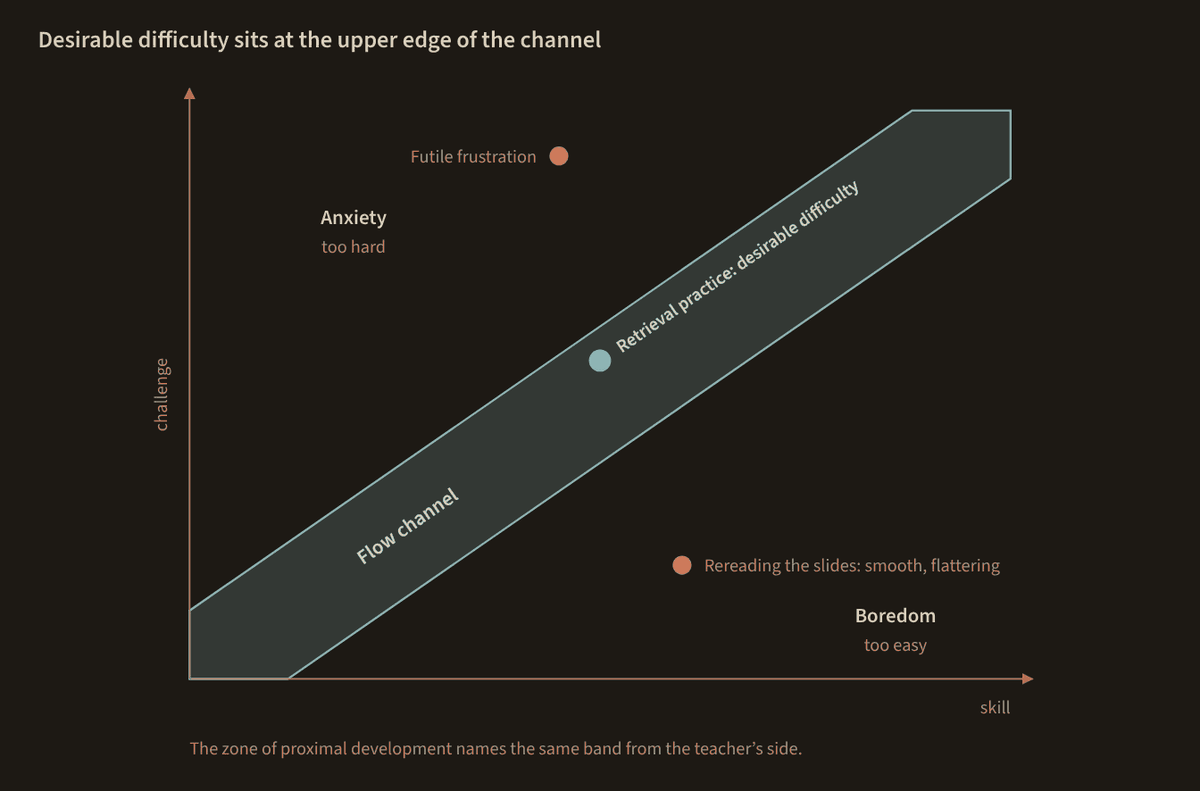 Desirable difficulty sits at the upper edge of the channel
Futile frustration
Anxiety
too hard
Retrieval practice: desirable difficulty
challenge
Flow channel
Rereading the slides: smooth, flattering
Boredom
too easy
skill
The zone of proximal development names the same band from the teacher’s side.